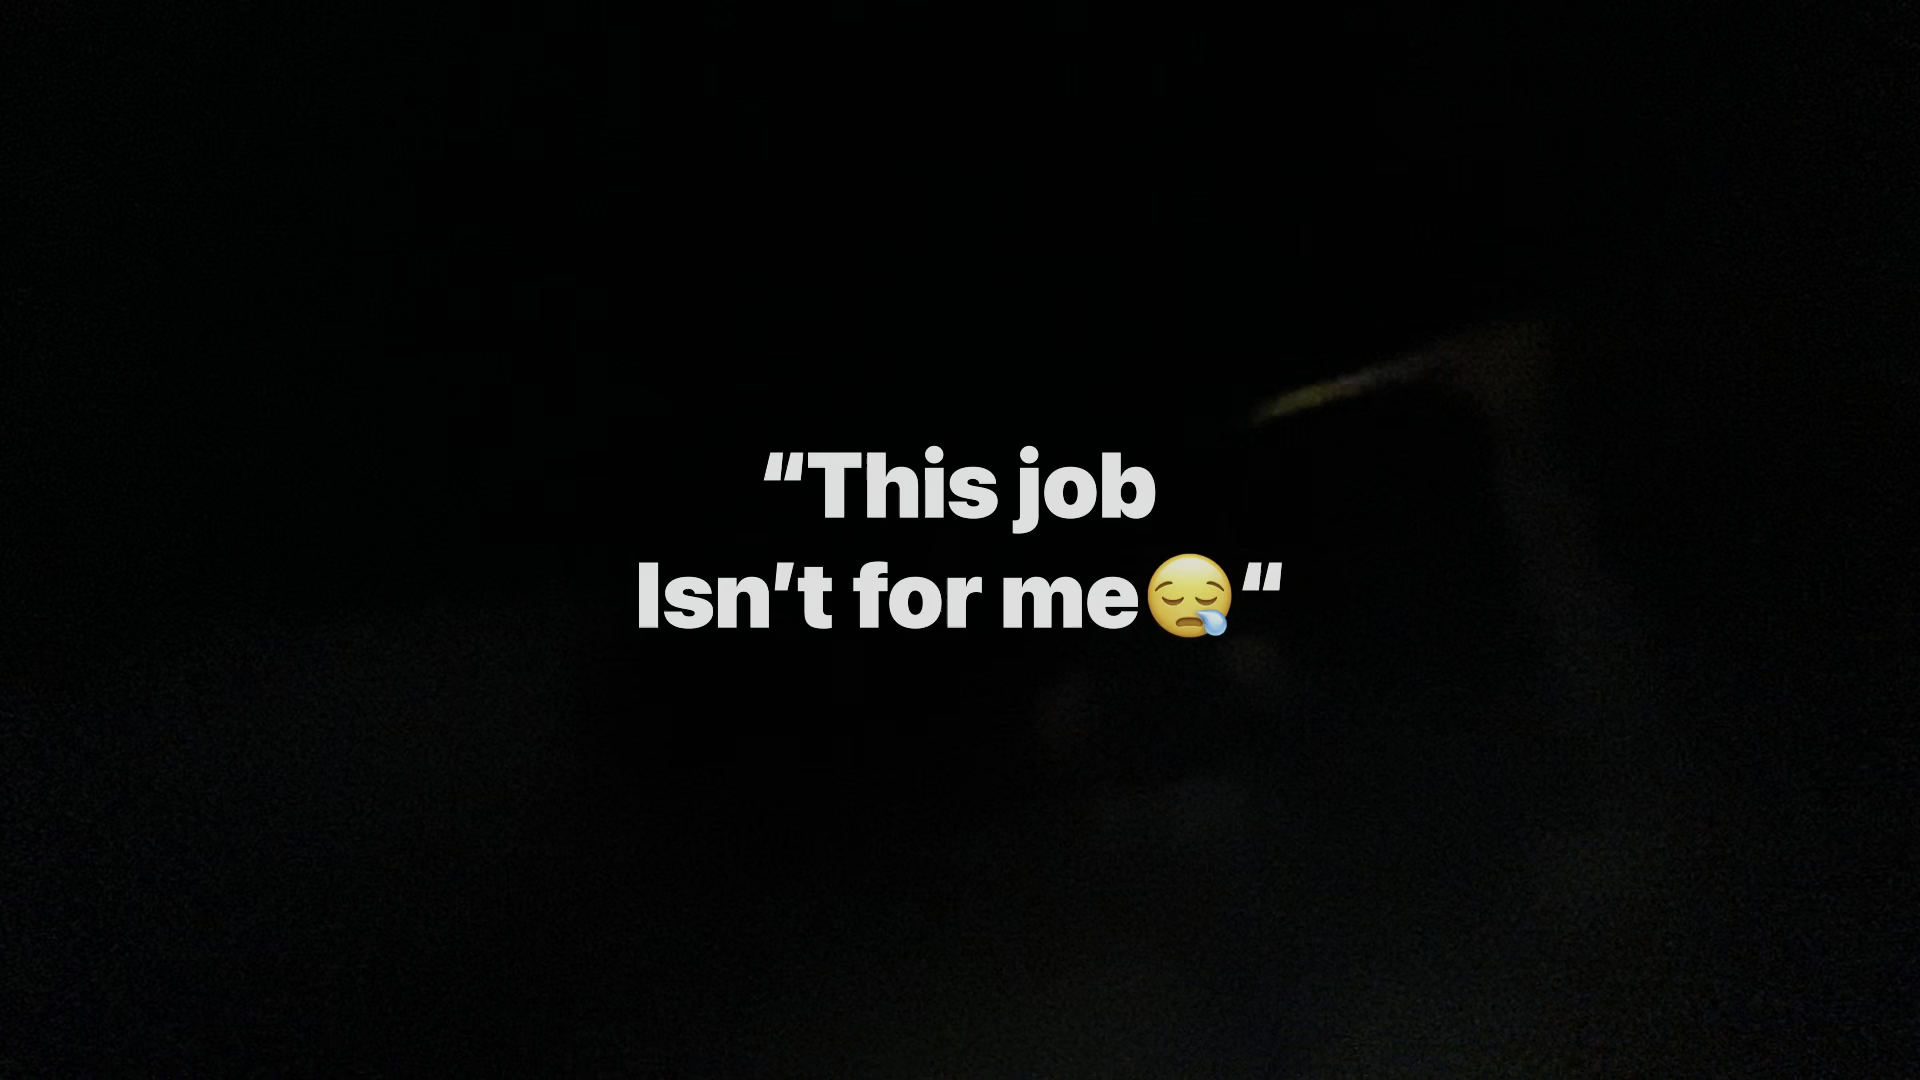 “This job
Isn’t for me😪“